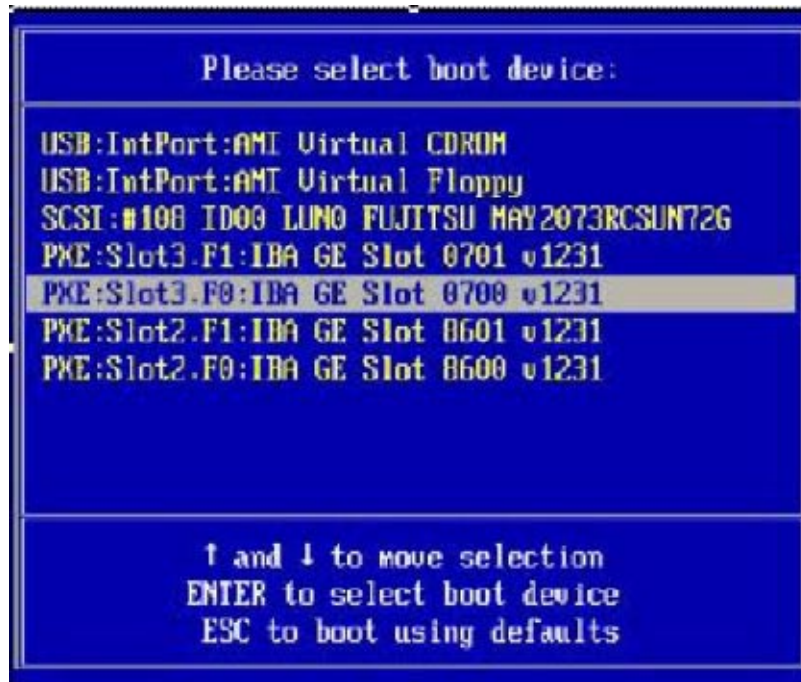 Please select boot device:
USB:IntPort:AMI Virtual CDROM
USB:IntPort:AMI Virtual Floppy
SCSI:#108 ID00 LUN0 FUJITSU MAY2073RCSUN72G
PXE:Slot3.F1:IBA GE Slot 0701 v1231
PXE:Slot3.F0:IBA GE Slot 0700 v1231
PXE:Slot2.F1:IBA GE Slot 8601 v1231
PXE:Slot2.F0:IBA GE Slot 8600 v1231
↑ and ↓ to move selection
ENTER to select boot device
ESC to boot using defaults